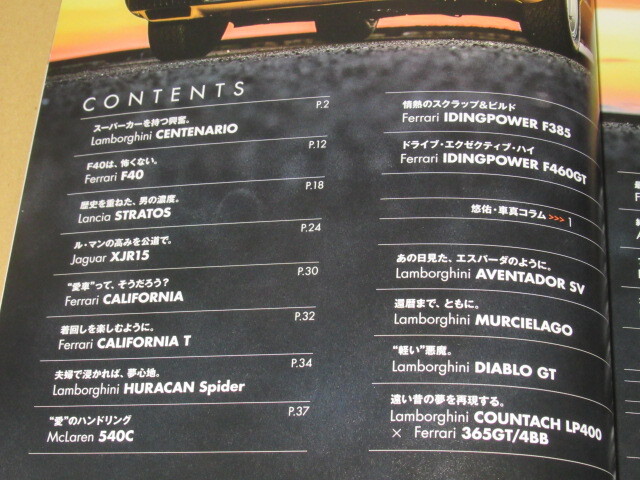 CONTENTS
P.2
スーパーカーを持つ興奮。
Lamborghini CENTENARIO
P.12
F40は、怖くない。
Ferrari F40
P.18
歴史を重ねた、男の濃度。
Lancia STRATOS
P.24
ル・マンの高みを公道で。
Jaguar XJR15
P.30
“愛車”って、そうだろう？
Ferrari CALIFORNIA
P.32
着回しを楽しむように。
Ferrari CALIFORNIA T
P.34
夫婦で浸かれば、夢心地。
Lamborghini HURACAN Spider
P.37
“愛”のハンドリング
McLaren 540C
情熱のスクラップ&ビルド
Ferrari IDINGPOWER F385
ドライブ・エクゼクティブ・ハイ
Ferrari IDINGPOWER F460GT
悠佑・車真コラム >>> 1
あの日見た、エスパーダのように。
Lamborghini AVENTADOR SV
還暦まで、ともに。
Lamborghini MURCIELAGO
“軽い”悪魔。
Lamborghini DIABLO GT
遠い昔の夢を再現する。
Lamborghini COUNTACH LP400
× Ferrari 365GT/4BB